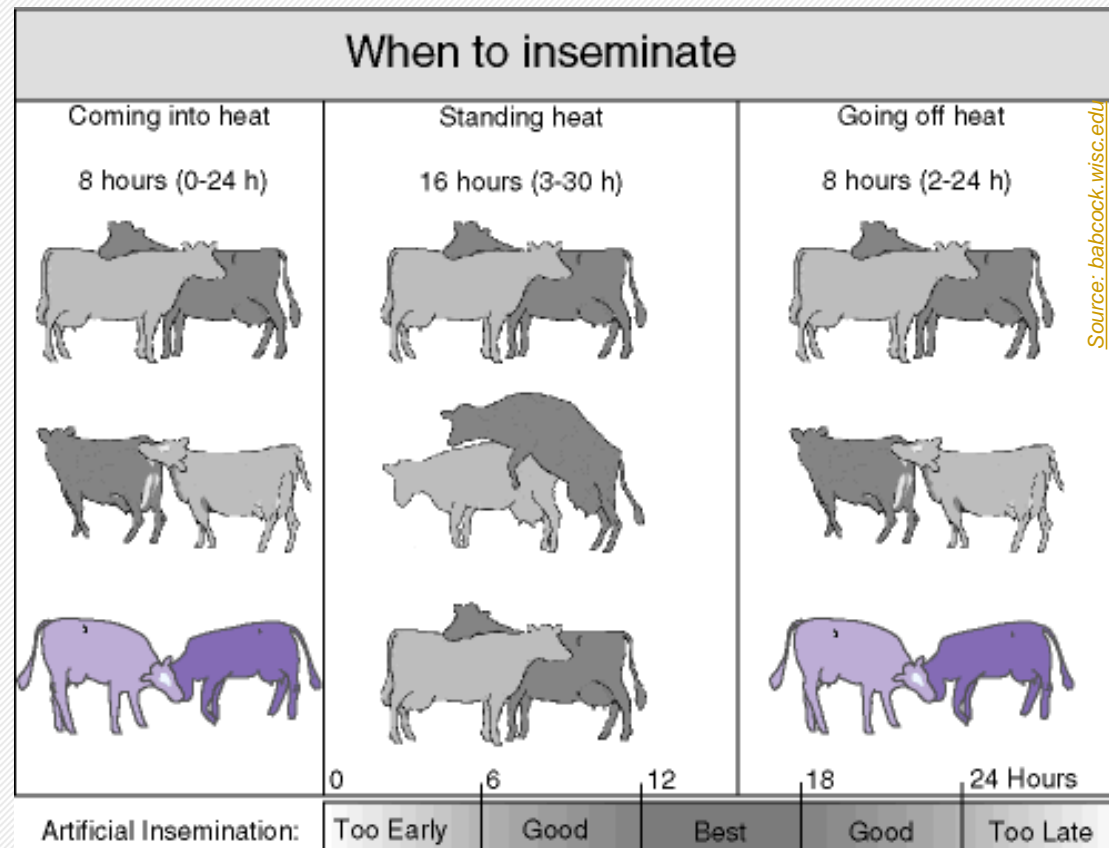 When to inseminate
Coming into heat
8 hours (0-24 h)
Standing heat
16 hours (3-30 h)
Going off heat
8 hours (2-24 h)
Source: babcock.wisc.edu
0 6 12 18 24 Hours
Artificial Insemination: Too Early Good Best Good Too Late